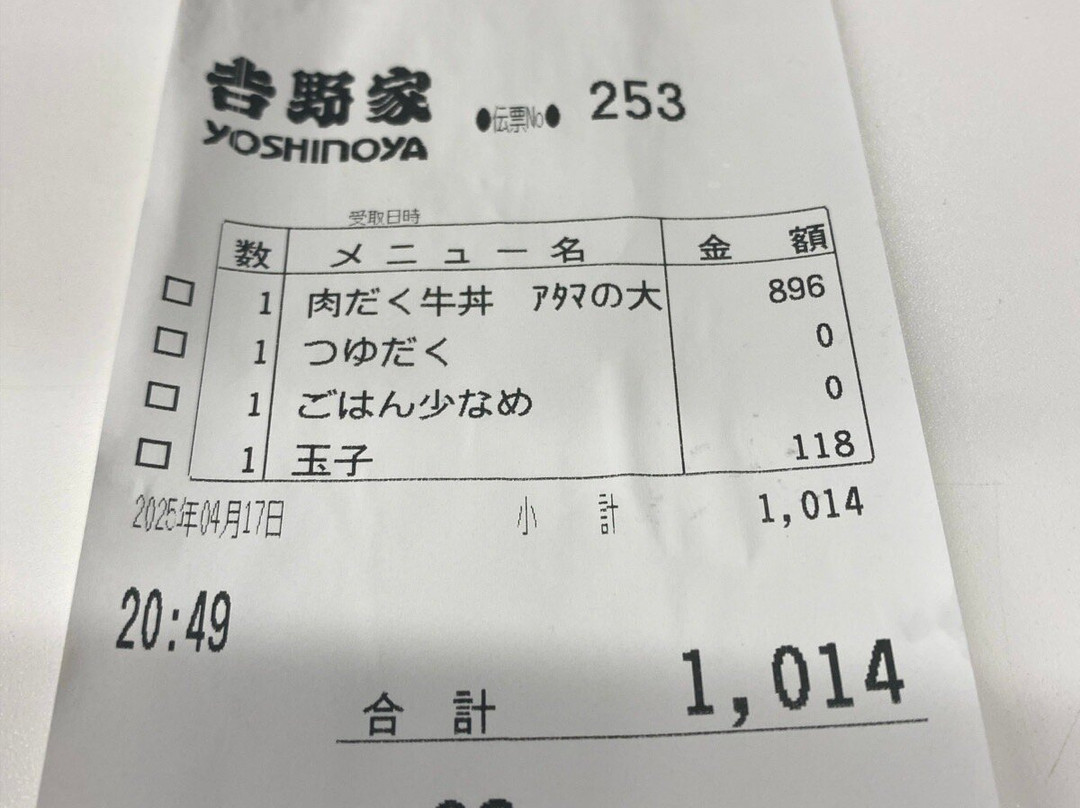 吉野家 ●伝票No● 253
YOSHINOYA
受取日時
数 メニュー名 金額
1 肉だく牛丼 ｱﾀﾏの大 896
1 つゆだく 0
1 ごはん少なめ 0
1 玉子 118
2025年04月17日 小計 1,014
20:49
合計 1,014